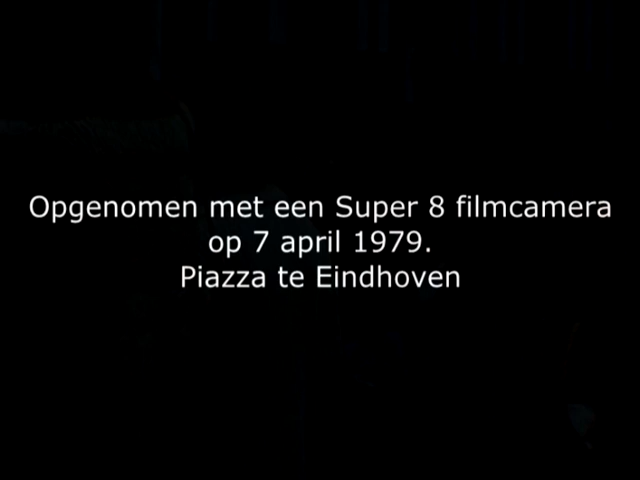 Opgenomen met een Super 8 filmcamera
op 7 april 1979.
Piazza te Eindhoven